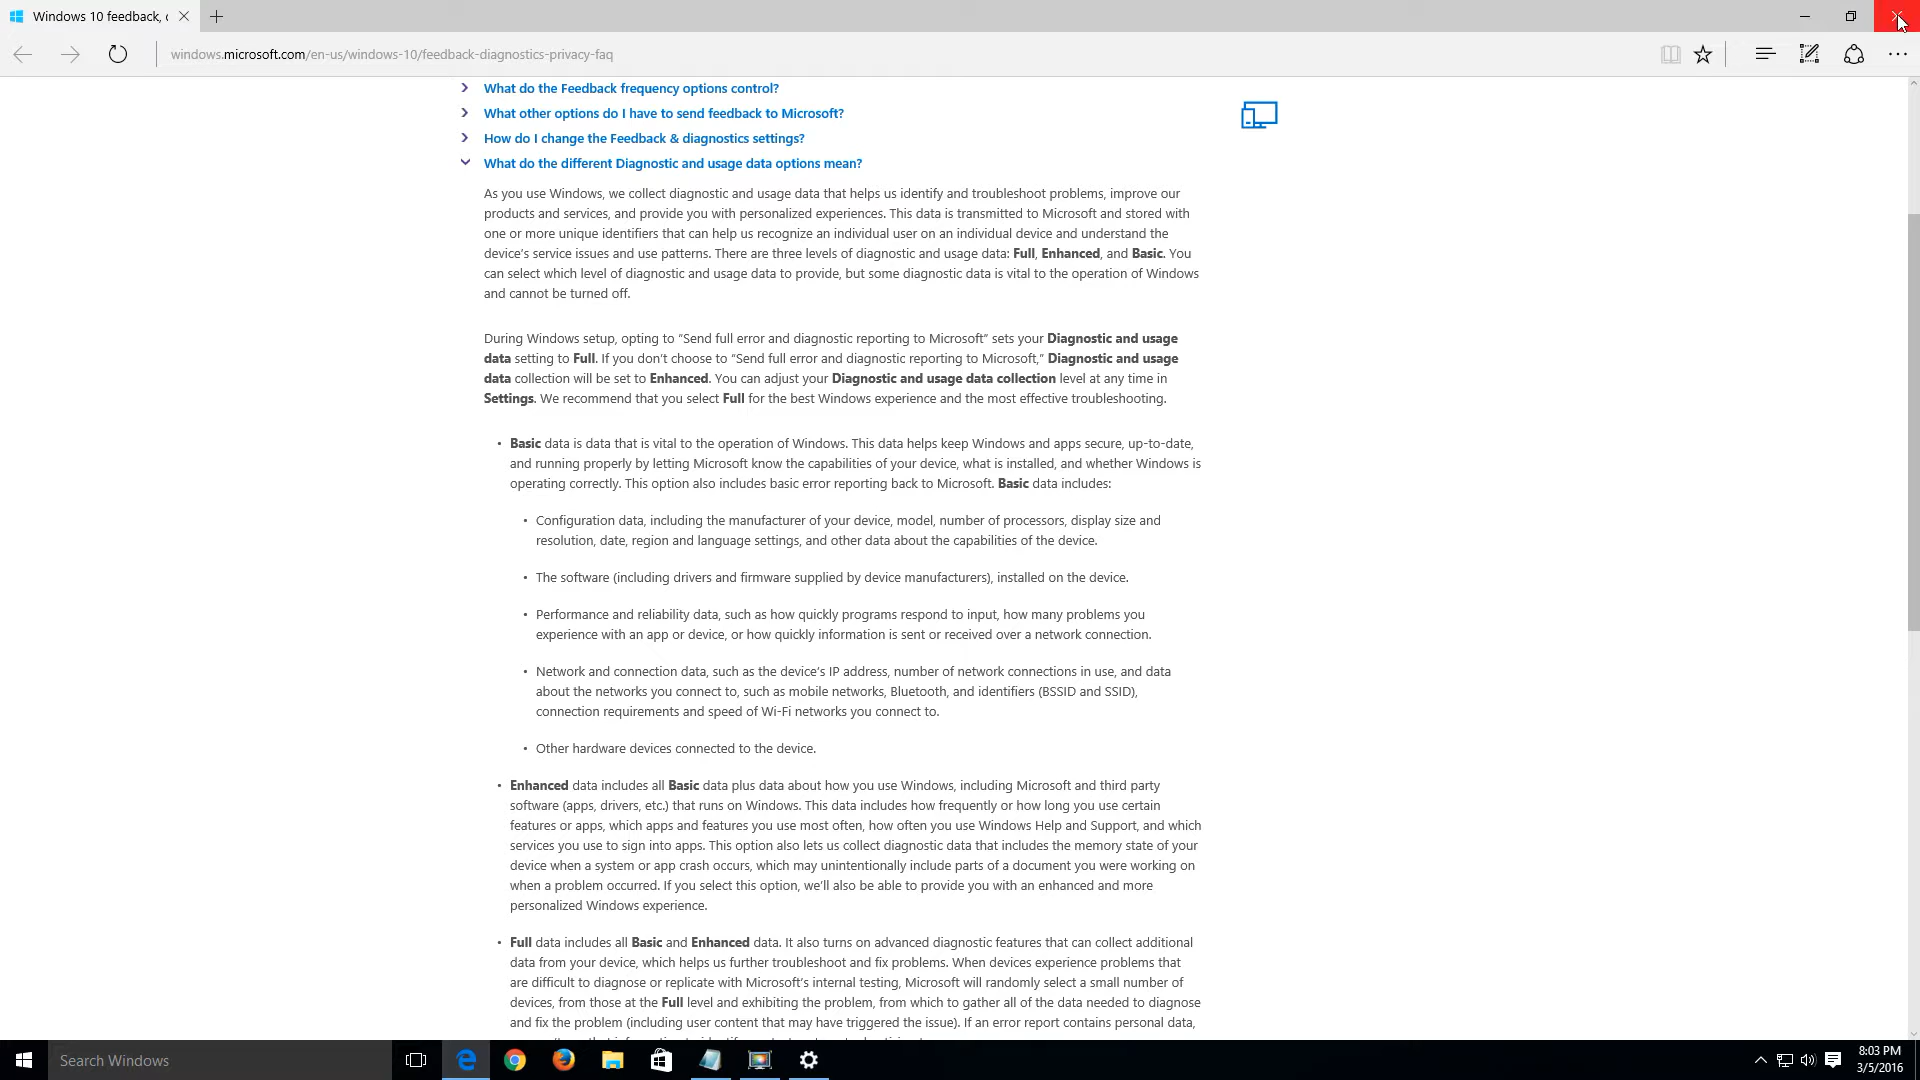 Windows 10 feedback, c
windows.microsoft.com/en-us/windows-10/feedback-diagnostics-privacy-faq
What do the Feedback frequency options control?
What other options do I have to send feedback to Microsoft?
How do I change the Feedback & diagnostics settings?
What do the different Diagnostic and usage data options mean?
As you use Windows, we collect diagnostic and usage data that helps us identify and troubleshoot problems, improve our
products and services, and provide you with personalized experiences. This data is transmitted to Microsoft and stored with
one or more unique identifiers that can help us recognize an individual user on an individual device and understand the
device's service issues and use patterns. There are three levels of diagnostic and usage data: Full, Enhanced, and Basic. You
can select which level of diagnostic and usage data to provide, but some diagnostic data is vital to the operation of Windows
and cannot be turned off.
During Windows setup, opting to "Send full error and diagnostic reporting to Microsoft" sets your Diagnostic and usage
data setting to Full. If you don't choose to "Send full error and diagnostic reporting to Microsoft," Diagnostic and usage
data collection will be set to Enhanced. You can adjust your Diagnostic and usage data collection level at any time in
Settings. We recommend that you select Full for the best Windows experience and the most effective troubleshooting.
• Basic data is data that is vital to the operation of Windows. This data helps keep Windows and apps secure, up-to-date,
and running properly by letting Microsoft know the capabilities of your device, what is installed, and whether Windows is
operating correctly. This option also includes basic error reporting back to Microsoft. Basic data includes:
• Configuration data, including the manufacturer of your device, model, number of processors, display size and
resolution, date, region and language settings, and other data about the capabilities of the device.
• The software (including drivers and firmware supplied by device manufacturers), installed on the device.
• Performance and reliability data, such as how quickly programs respond to input, how many problems you
experience with an app or device, or how quickly information is sent or received over a network connection.
• Network and connection data, such as the device's IP address, number of network connections in use, and data
about the networks you connect to, such as mobile networks, Bluetooth, and identifiers (BSSID and SSID),
connection requirements and speed of Wi-Fi networks you connect to.
• Other hardware devices connected to the device.
• Enhanced data includes all Basic data plus data about how you use Windows, including Microsoft and third party
software (apps, drivers, etc.) that runs on Windows. This data includes how frequently or how long you use certain
features or apps, which apps and features you use most often, how often you use Windows Help and Support, and which
services you use to sign into apps. This option also lets us collect diagnostic data that includes the memory state of your
device when a system or app crash occurs, which may unintentionally include parts of a document you were working on
when a problem occurred. If you select this option, we'll also be able to provide you with an enhanced and more
personalized Windows experience.
• Full data includes all Basic and Enhanced data. It also turns on advanced diagnostic features that can collect additional
data from your device, which helps us further troubleshoot and fix problems. When devices experience problems that
are difficult to diagnose or replicate with Microsoft's internal testing, Microsoft will randomly select a small number of
devices, from those at the Full level and exhibiting the problem, from which to gather all of the data needed to diagnose
and fix the problem (including user content that may have triggered the issue). If an error report contains personal data,
Search Windows
8:03 PM
3/5/2016